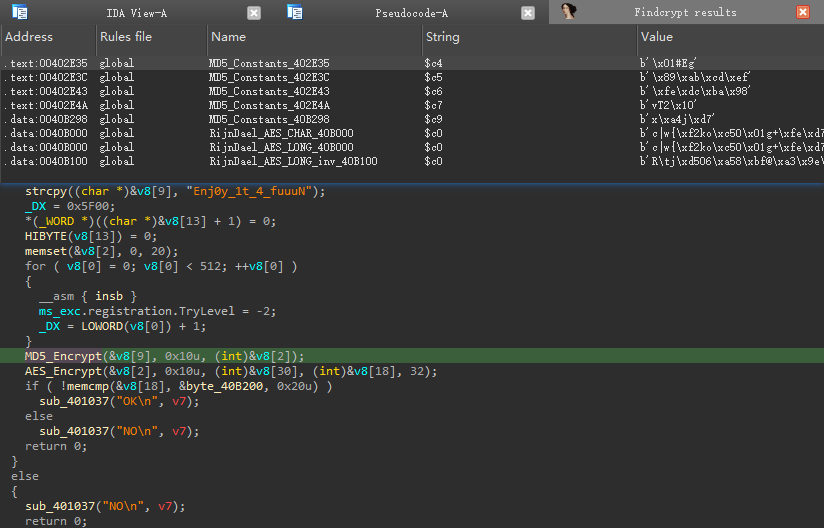 IDA View-A Pseudocode-A Findcrypt results
Address Rules file Name String Value
.text:00402E35 global MD5_Constants_402E35 $c4 b'\x01#Eg'
.text:00402E3C global MD5_Constants_402E3C $c5 b'\x89\xab\xcd\xef'
.text:00402E43 global MD5_Constants_402E43 $c6 b'\xfe\xdc\xba\x98'
.text:00402E4A global MD5_Constants_402E4A $c7 b'vT2\x10'
.data:0040B298 global MD5_Constants_40B298 $c9 b'x\xa4j\xd7'
.data:0040B000 global RijnDael_AES_CHAR_40B000 $c0 b'c|w{\xf2ko\xc50\x01g+\xfe\xd7
.data:0040B000 global RijnDael_AES_LONG_40B000 $c0 b'c|w{\xf2ko\xc50\x01g+\xfe\xd7
.data:0040B100 global RijnDael_AES_LONG_inv_40B100 $c0 b'R\tj\xd506\xa58\xbf@\xa3\x9e\
strcpy((char *)&v8[9], "Enj0y_1t_4_fuuuN");
_DX = 0x5F00;
*(_WORD *)((char *)&v8[13] + 1) = 0;
HIBYTE(v8[13]) = 0;
memset(&v8[2], 0, 20);
for ( v8[0] = 0; v8[0] < 512; ++v8[0] )
{
__asm { insb }
ms_exc.registration.TryLevel = -2;
_DX = LOWORD(v8[0]) + 1;
}
MD5_Encrypt(&v8[9], 0x10u, (int)&v8[2]);
AES_Encrypt(&v8[2], 0x10u, (int)&v8[30], (int)&v8[18], 32);
if ( !memcmp(&v8[18], &byte_40B200, 0x20u) )
sub_401037("OK\n", v7);
else
sub_401037("NO\n", v7);
return 0;
}
else
{
sub_401037("NO\n", v7);
return 0;